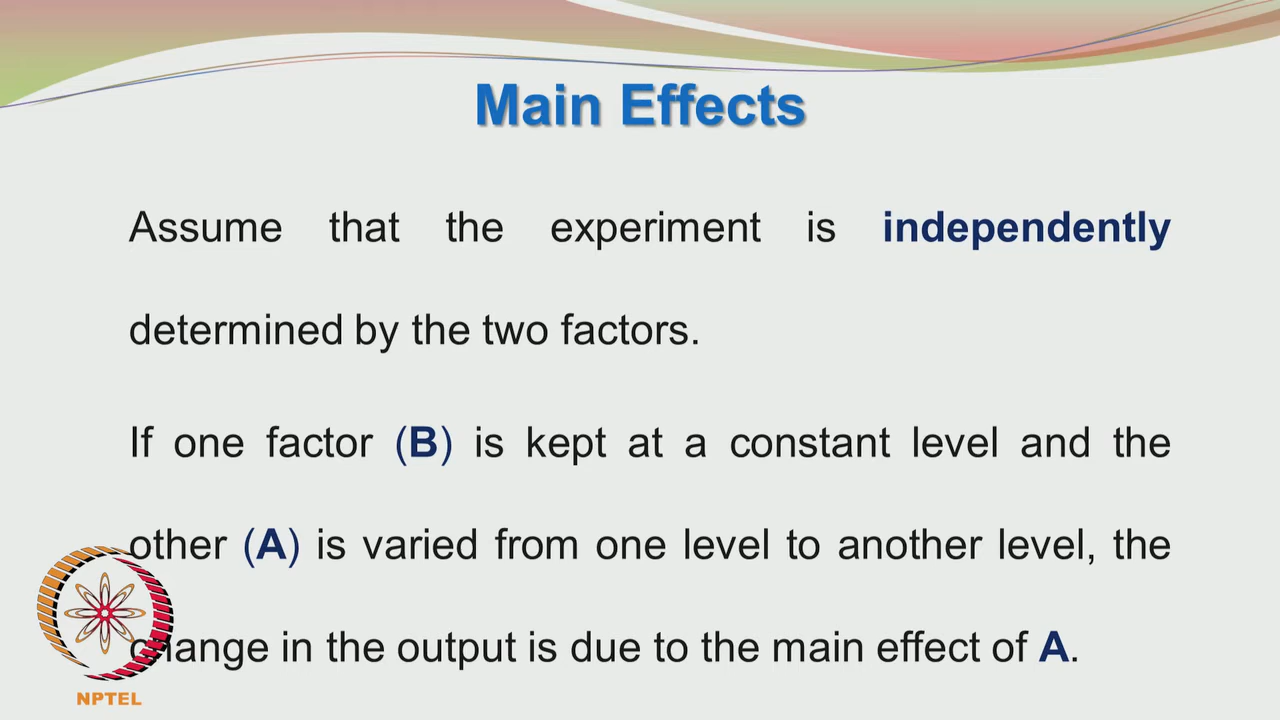 Main Effects
Assume that the experiment is independently
determined by the two factors.
If one factor (B) is kept at a constant level and the
other (A) is varied from one level to another level, the
change in the output is due to the main effect of A.
NPTEL